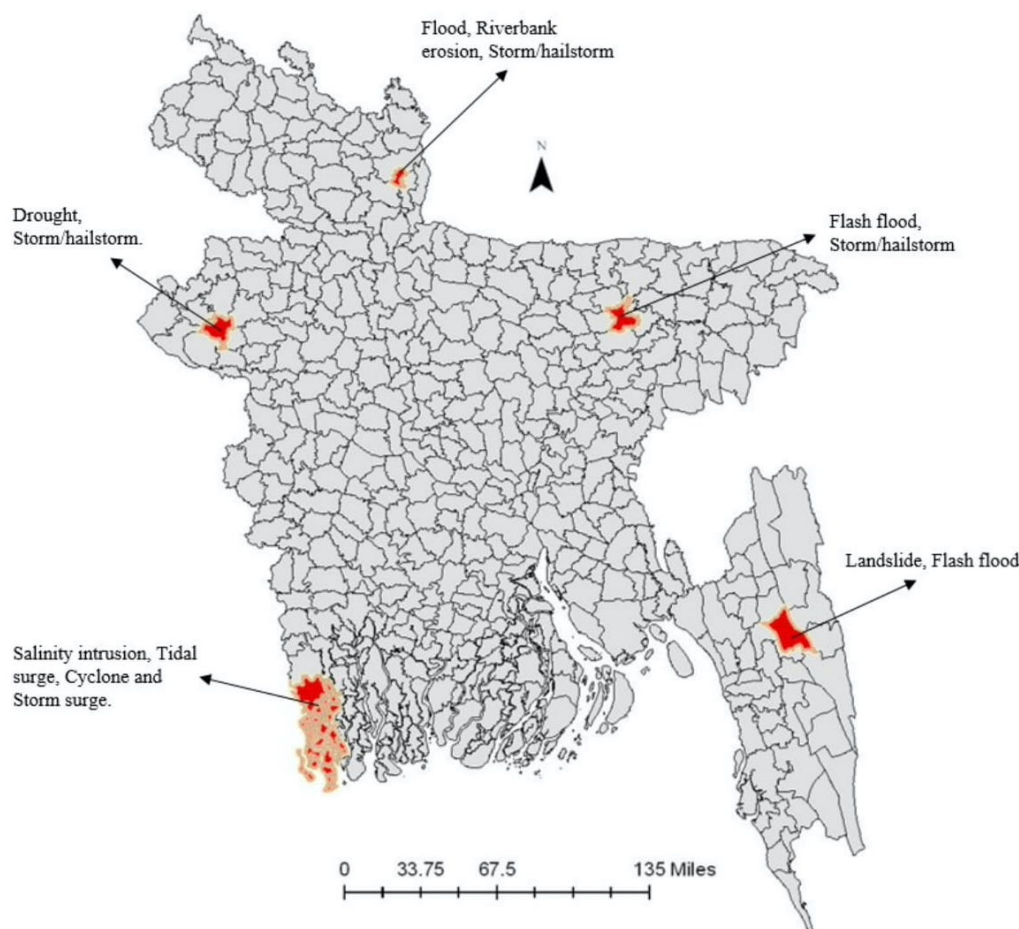 Flood, Riverbank
erosion, Storm/hailstorm
N
Drought,
Storm/hailstorm.
Flash flood,
Storm/hailstorm
Landslide, Flash flood
Salinity intrusion, Tidal
surge, Cyclone and
Storm surge.
0 33.75 67.5 135 Miles